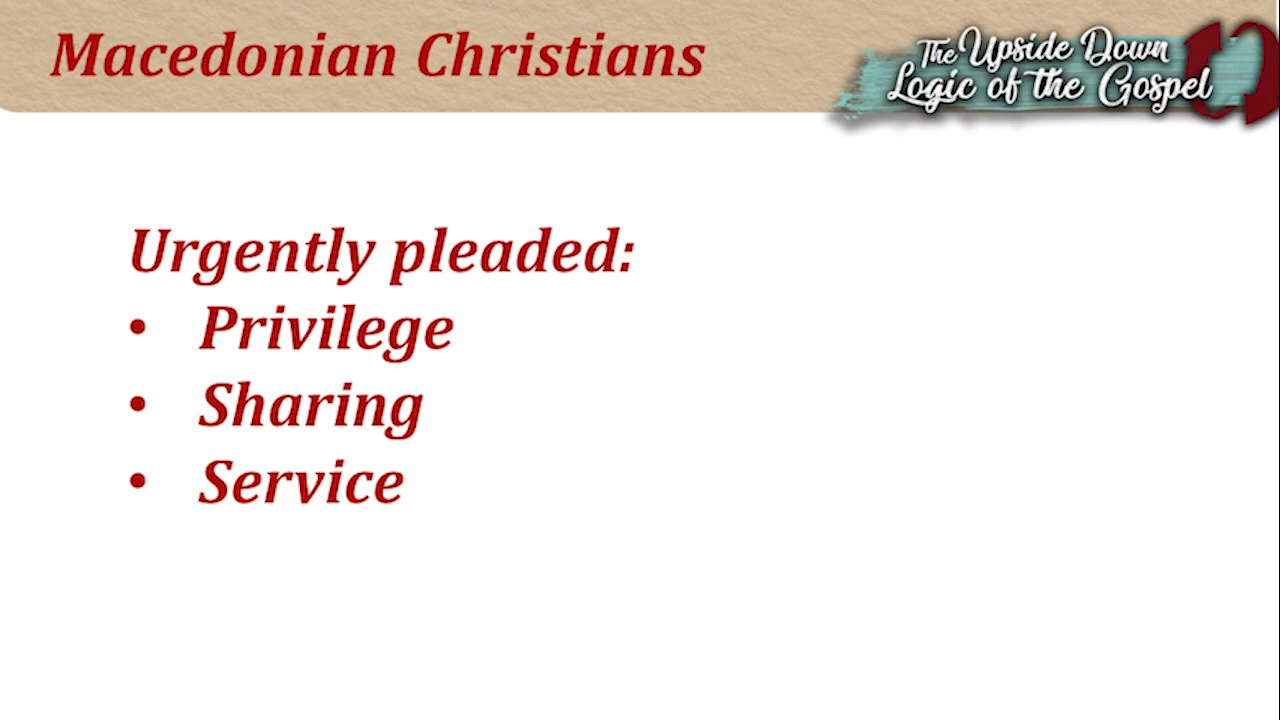 Macedonian Christians
The Upside Down
Logic of the Gospel
Urgently pleaded:
• Privilege
• Sharing
• Service